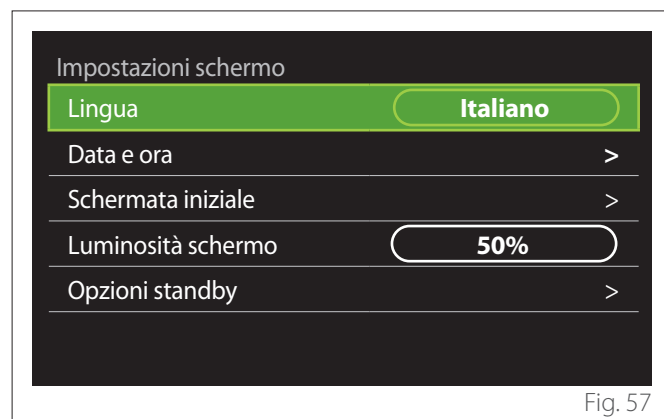 Impostazioni schermo
Lingua Italiano
Data e ora >
Schermata iniziale >
Luminosità schermo 50%
Opzioni standby >
Fig. 57